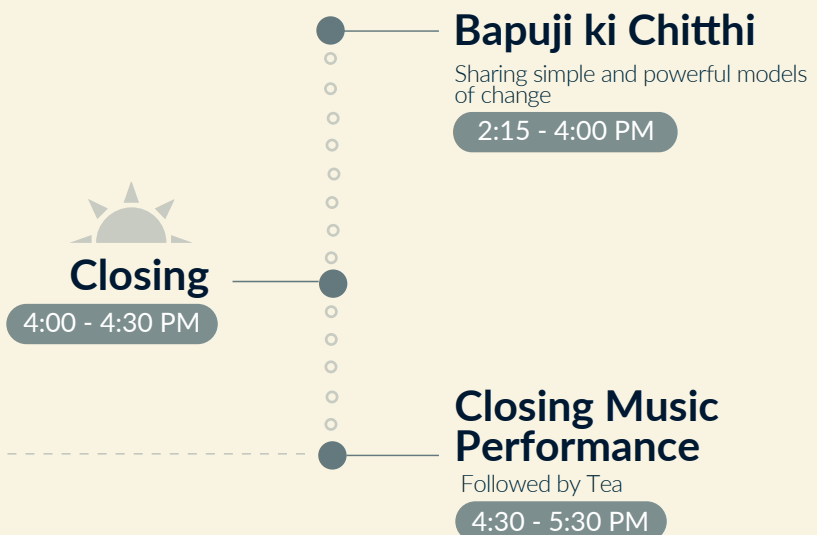 Bapuji ki Chitthi
Sharing simple and powerful models
of change
2:15 - 4:00 PM
Closing
4:00 - 4:30 PM
Closing Music
Performance
Followed by Tea
4:30 - 5:30 PM